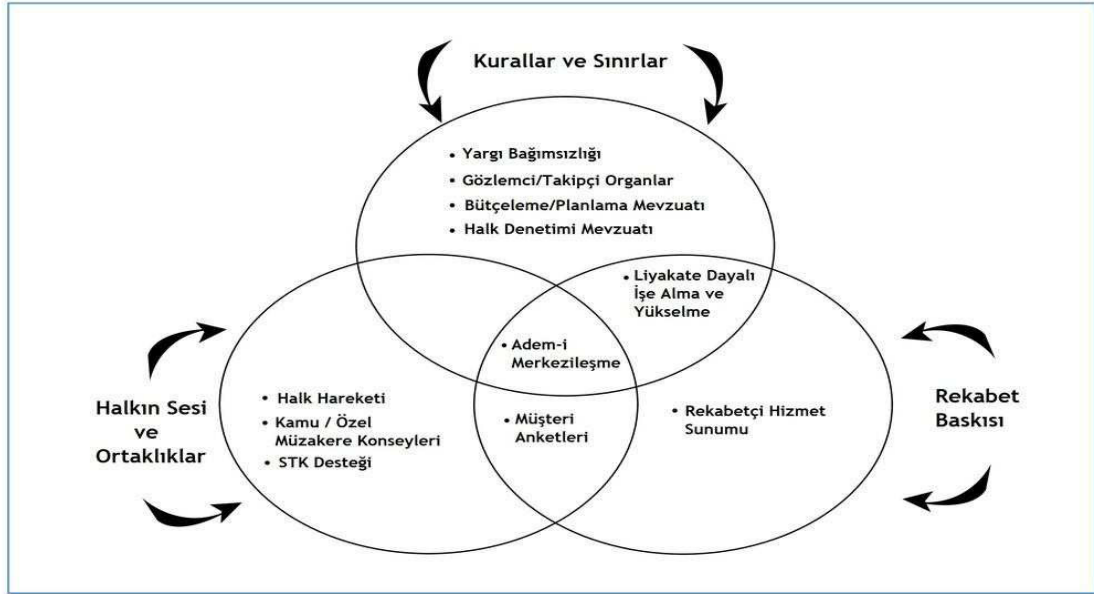 Kurallar ve Sınırlar
• Yargı Bağımsızlığı
• Gözlemci/Takipçi Organlar
• Bütçeleme/Planlama Mevzuatı
• Halk Denetimi Mevzuatı
• Liyakate Dayalı
İşe Alma ve
Yükselme
• Adem-i
Merkezileşme
Halkın Sesi
ve
Ortaklıklar
• Halk Hareketi
• Kamu / Özel
Müzakere Konseyleri
• STK Desteği
• Müşteri
Anketleri
• Rekabetçi Hizmet
Sunumu
Rekabet
Baskısı